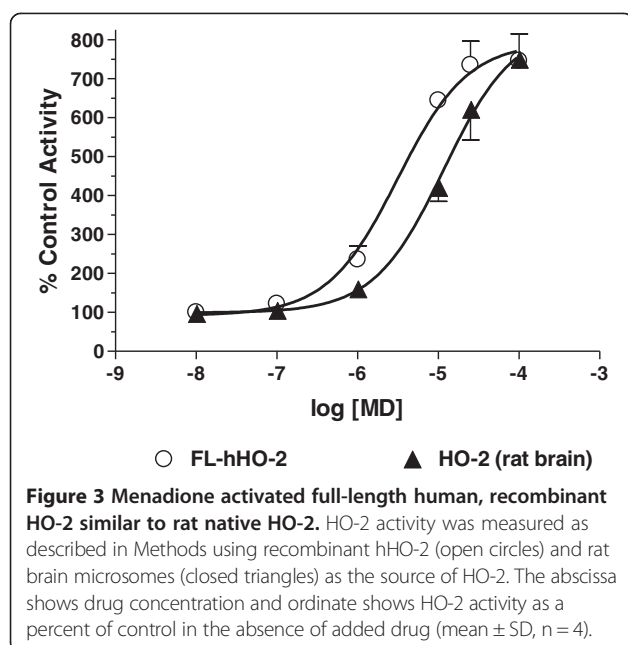 800
700
600
500
400
300
200
100
0
% Control Activity
-9 -8 -7 -6 -5 -4 -3
log [MD]
FL-hHO-2 HO-2 (rat brain)
Figure 3 Menadione activated full-length human, recombinant
HO-2 similar to rat native HO-2. HO-2 activity was measured as
described in Methods using recombinant hHO-2 (open circles) and rat
brain microsomes (closed triangles) as the source of HO-2. The abscissa
shows drug concentration and ordinate shows HO-2 activity as a
percent of control in the absence of added drug (mean ± SD, n = 4).